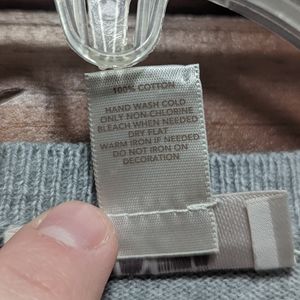 100% COTTON
HAND WASH COLD
ONLY NON-CHLORINE
BLEACH WHEN NEEDED
DRY FLAT
WARM IRON IF NEEDED
DO NOT IRON ON
DECORATION